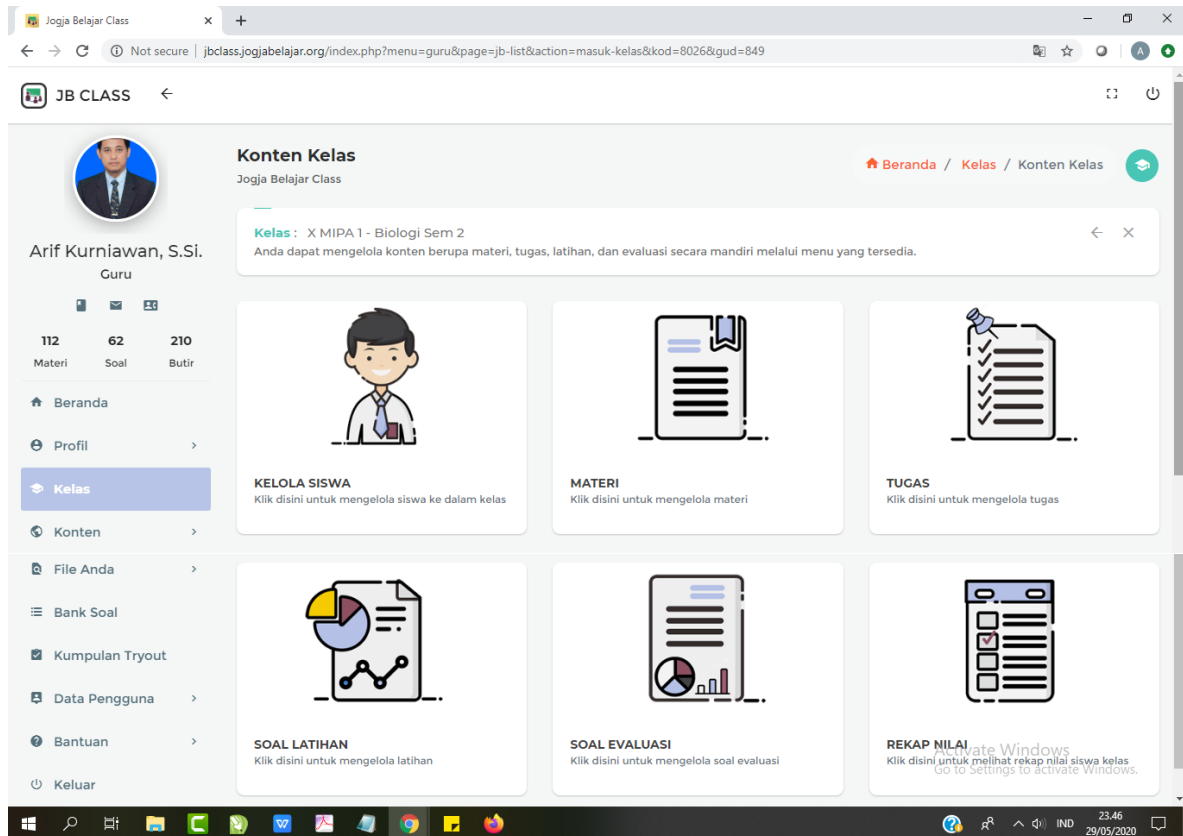 Jogja Belajar Class
Not secure | jbclass.jogjabelajar.org/index.php?menu=guru&page=jb-list&action=masuk-kelas&kod=8026&gud=849
A
JB CLASS
Konten Kelas
Jogja Belajar Class
Beranda / Kelas / Konten Kelas
Kelas : X MIPA 1 - Biologi Sem 2
Anda dapat mengelola konten berupa materi, tugas, latihan, dan evaluasi secara mandiri melalui menu yang tersedia.
Arif Kurniawan, S.Si.
Guru
112 62 210
Materi Soal Butir
Beranda
Profil
Kelas
Konten
File Anda
Bank Soal
Kumpulan Tryout
Data Pengguna
Bantuan
Keluar
KELOLA SISWA
Klik disini untuk mengelola siswa ke dalam kelas
MATERI
Klik disini untuk mengelola materi
TUGAS
Klik disini untuk mengelola tugas
SOAL LATIHAN
Klik disini untuk mengelola latihan
SOAL EVALUASI
Klik disini untuk mengelola soal evaluasi
REKAP NILAI
Klik disini untuk melihat rekap nilai siswa kelas
Activate Windows
Go to Settings to activate Windows.
IND
23.46
29/05/2020